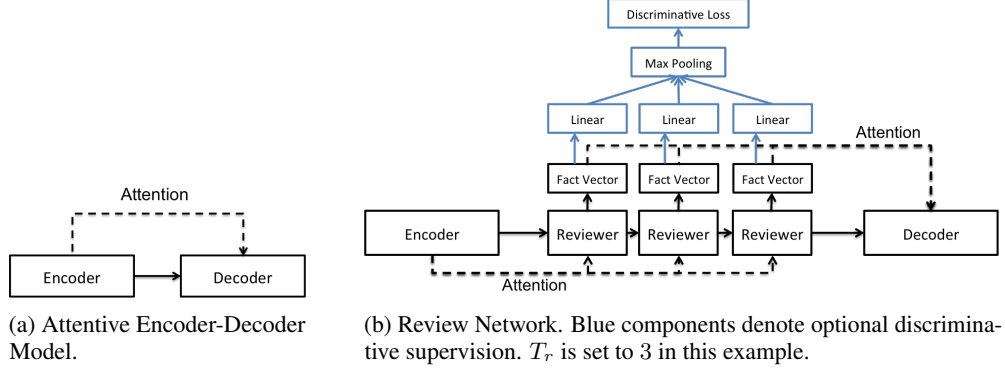 Discriminative Loss
Max Pooling
Linear Linear Linear
Attention
Fact Vector Fact Vector Fact Vector
Encoder Reviewer Reviewer Reviewer Decoder
Attention
Attention
Encoder Decoder
(a) Attentive Encoder-Decoder
Model.
(b) Review Network. Blue components denote optional discrimina-
tive supervision. T_r is set to 3 in this example.